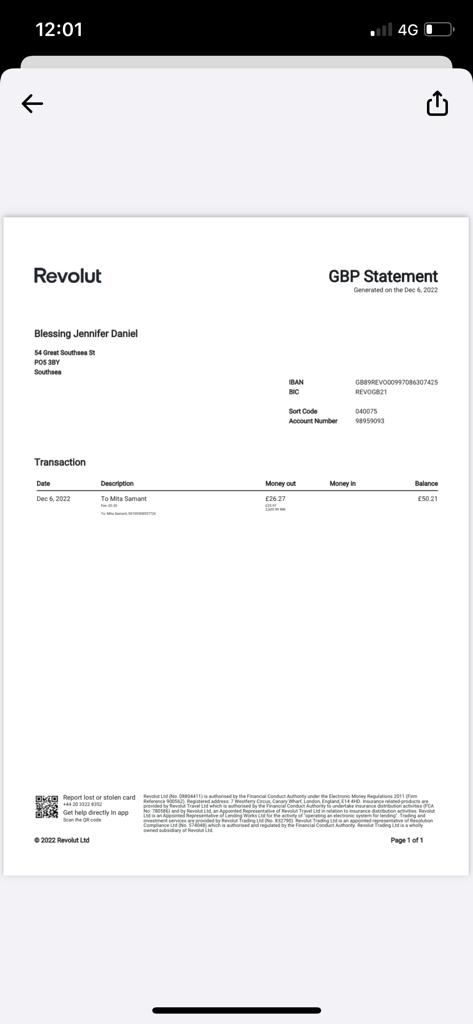 12:01
4G
Revolut
GBP Statement
Generated on the Dec 6, 2022
Blessing Jennifer Daniel
54 Great Southsea St
PO5 3BY
Southsea
IBAN GB89REVO00997086307425
BIC REVOGB21
Sort Code 040075
Account Number 98959093
Transaction
Date Description Money out Money in Balance
Dec 6, 2022 To Mita Samant £26.27 £50.21
To: Mita Samant,
Report lost or stolen card
+44 20 3322 8352
Get help directly In app
Scan the QR code
Revolut Ltd (No. 08804411) is authorised by the Financial Conduct Authority under the Electronic Money Regulations 2011 (Firm
Reference 900562). Registered address: 7 Westferry Circus, Canary Wharf, London, England, E14 4HD. Insurance related-products are
provided by Revolut Travel Ltd which is authorised by the Financial Conduct Authority to undertake insurance distribution activities (FCA
No: 780586) and by Revolut Ltd, an Appointed Representative of Revolut Travel Ltd in relation to insurance distribution activities. Revolut
Ltd is an Appointed Representative of Lending Works Ltd for the activity of "operating an electronic system for lending". Trading and
investment services are provided by Revolut Trading Ltd (No. 832790). Revolut Trading Ltd is an appointed representative of Resolution
Compliance Ltd (No. 574048) which is authorised and regulated by the Financial Conduct Authority. Revolut Trading Ltd is a wholly
owned subsidiary of Revolut Ltd.
© 2022 Revolut Ltd
Page 1 of 1